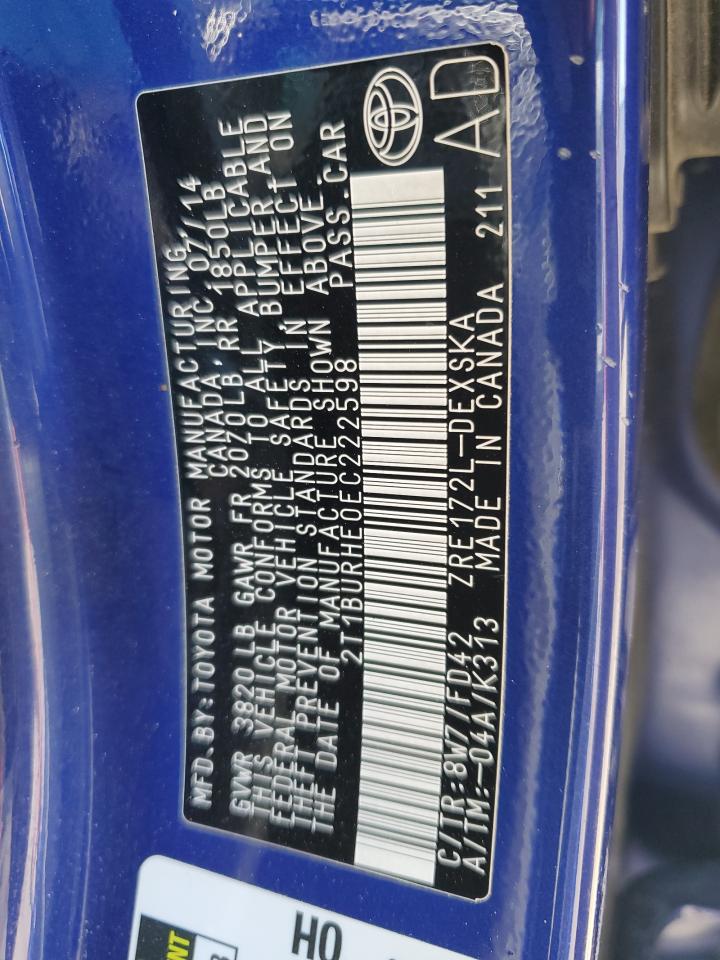 MFD.BY:TOYOTA MOTOR MANUFACTURING
CANADA, INC. 07/14
GVWR 3820LB GAWR FR 2070LB, RR 1850LB
THIS VEHICLE CONFORMS TO ALL APPLICABLE
FEDERAL MOTOR VEHICLE SAFETY, BUMPER AND
THEFT PREVENTION STANDARDS IN EFFECT ON
THE DATE OF MANUFACTURE SHOWN ABOVE.
2T1BURHE0EC222598 PASS.CAR
C/TR:8W7/FD42 ZRE172L-DEXSKA AD
A/TM:-04A/K313 MADE IN CANADA 211
HO